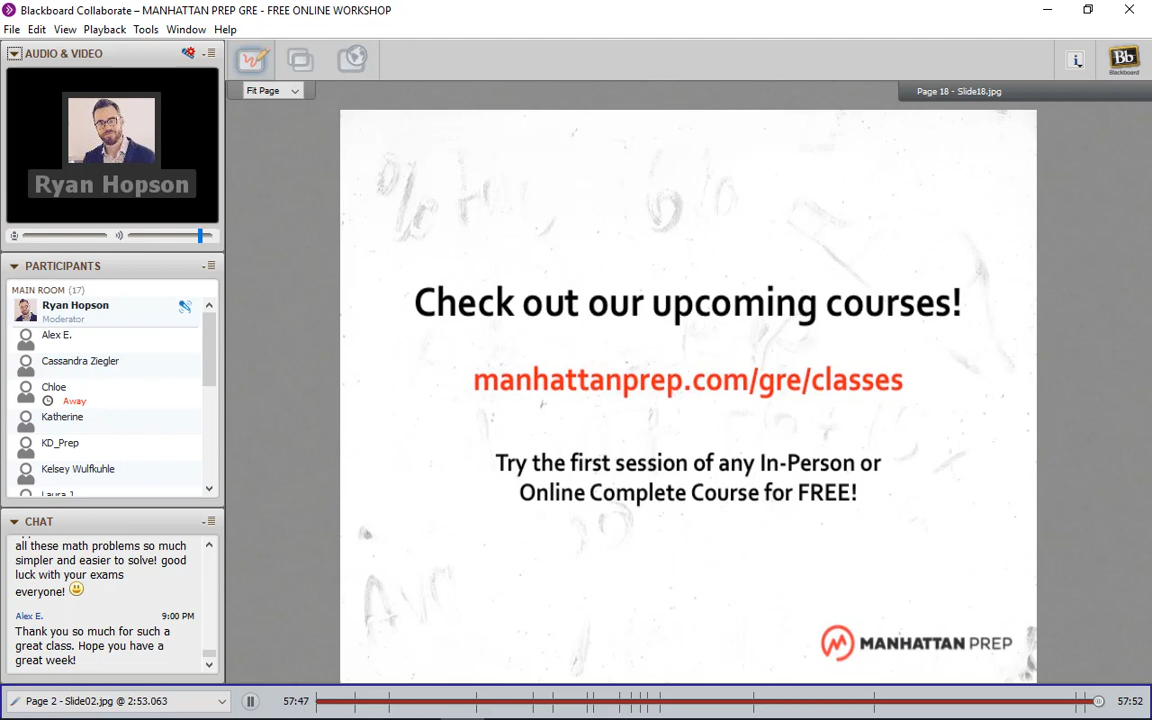 Blackboard Collaborate – MANHATTAN PREP GRE - FREE ONLINE WORKSHOP
File Edit View Playback Tools Window Help
AUDIO & VIDEO
Ryan Hopson
PARTICIPANTS
MAIN ROOM (17)
Ryan Hopson
Moderator
Alex E.
Cassandra Ziegler
Chloe
Away
Katherine
KD_Prep
Kelsey Wulfkuhle
Laura J
CHAT
all these math problems so much
simpler and easier to solve! good
luck with your exams
everyone!
Alex E. 9:00 PM
Thank you so much for such a
great class. Hope you have a
great week!
Fit Page
Page 18 - Slide18.jpg
Bb
Blackboard
Check out our upcoming courses!
manhattanprep.com/gre/classes
Try the first session of any In-Person or
Online Complete Course for FREE!
MANHATTAN PREP
Page 2 - Slide02.jpg @ 2:53.063
57:47
57:52